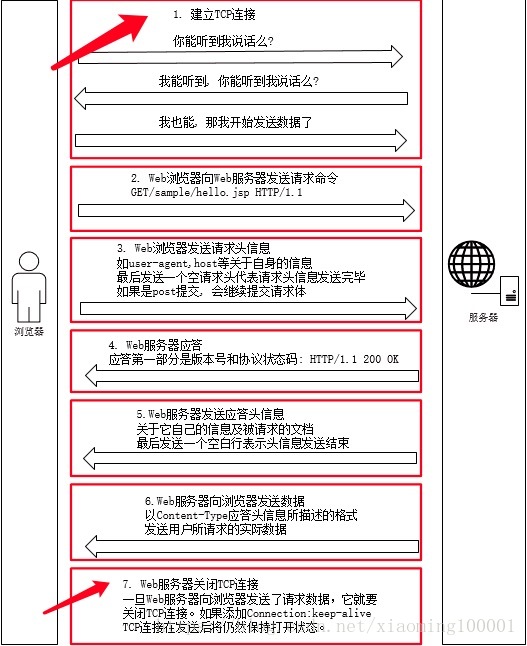 1. 建立TCP连接
你能听到我说话么?
我能听到, 你能听到我说话么?
我也能, 那我开始发送数据了
2. Web浏览器向Web服务器发送请求命令
GET/sample/hello.jsp HTTP/1.1
3. Web浏览器发送请求头信息
如user-agent,host等关于自身的信息
最后发送一个空请求头代表请求头信息发送完毕
如果是post提交, 会继续提交请求体
浏览器
服务器
4. Web服务器应答
应答第一部分是版本号和协议状态码: HTTP/1.1 200 OK
5.Web服务器发送应答头信息
关于它自己的信息及被请求的文档
最后发送一个空白行表示头信息发送结束
6.Web服务器向浏览器发送数据
以Content-Type应答头信息所描述的格式
发送用户所请求的实际数据
7. Web服务器关闭TCP连接
一旦Web服务器向浏览器发送了请求数据，它就要
关闭TCP连接。如果添加Connection:keep-alive
TCP连接在发送后将仍然保持打开状态。
.net/xiaoming100001